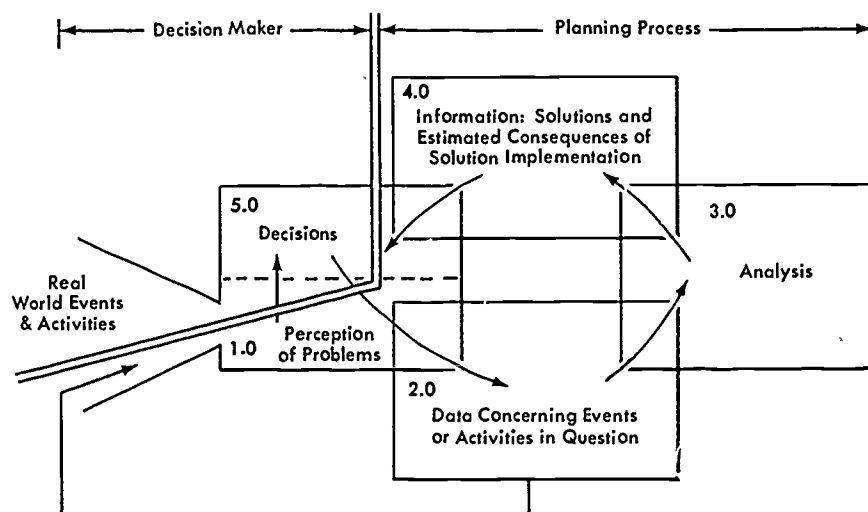 Decision Maker
Planning Process
4.0
Information: Solutions and
Estimated Consequences of
Solution Implementation
5.0
Decisions
3.0
Analysis
Real
World Events
& Activities
Perception
of Problems
1.0
2.0
Data Concerning Events
or Activities in Question